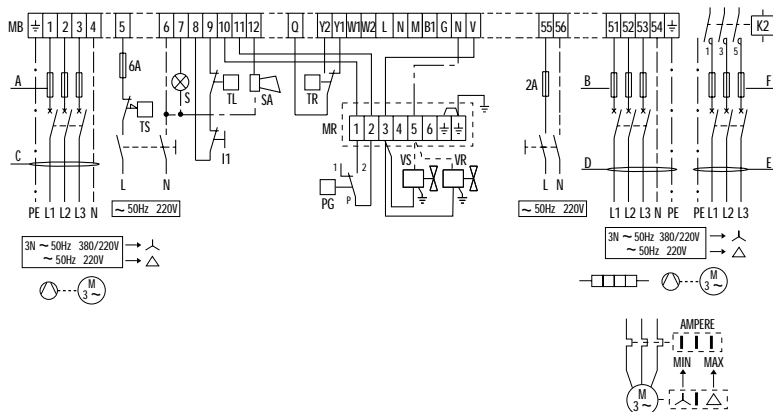 MB ⏚ 1 2 3 4 5 6 7 8 9 10 11 12 Q Y2 Y1 W1 W2 L N M B1 G N V 55 56 51 52 53 54 ⏚ K2
1 3 5
A 6A S TL SA TR 2A B F
TS
MR 1 2 3 4 5 6 ⏚ ⏚
I1
1 2
VS VR
C D E
PG P
L N L N
PE L1 L2 L3 N L1 L2 L3 N PE PE L1 L2 L3
~ 50Hz 220V ~ 50Hz 220V
3N ~ 50Hz 380/220V
~ 50Hz 220V
3N ~ 50Hz 380/220V
~ 50Hz 220V
M
3 ~
M
3 ~
AMPERE
MIN MAX
M
3 ~